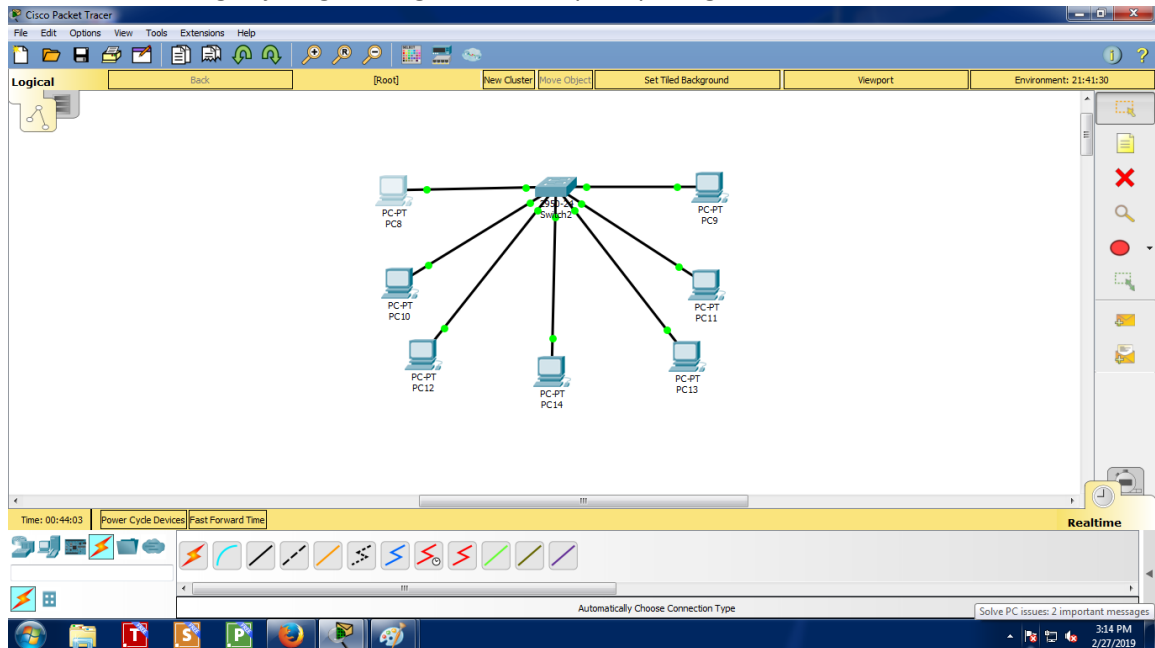 Cisco Packet Tracer
File Edit Options View Tools Extensions Help
Logical Back [Root] New Cluster Move Object Set Tiled Background Viewport Environment: 21:41:30
PC-PT
PC8
2950-24
Switch2
PC-PT
PC9
PC-PT
PC10
PC-PT
PC11
PC-PT
PC12
PC-PT
PC14
PC-PT
PC13
Time: 00:44:03 Power Cycle Devices Fast Forward Time Realtime
Automatically Choose Connection Type
Solve PC issues: 2 important messages
T S P
3:14 PM
2/27/2019